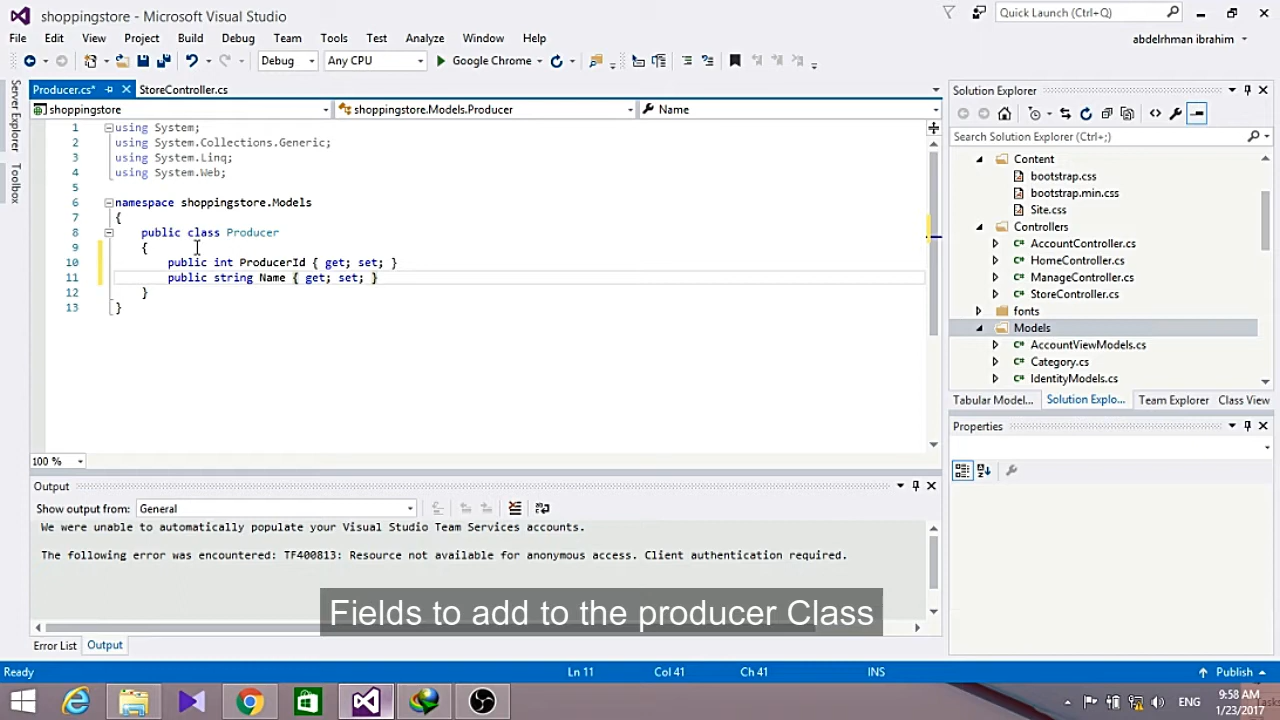 shoppingstore - Microsoft Visual Studio
Quick Launch (Ctrl+Q)
File Edit View Project Build Debug Team Tools Test Analyze Window Help
abdelrhman ibrahim
Debug Any CPU Google Chrome
Server Explorer
Toolbox
Producer.cs* StoreController.cs
shoppingstore shoppingstore.Models.Producer Name
1 using System;
2 using System.Collections.Generic;
3 using System.Linq;
4 using System.Web;
5
6 namespace shoppingstore.Models
7 {
8 public class Producer
9 {
10 public int ProducerId { get; set; }
11 public string Name { get; set; }
12 }
13 }
100 %
Solution Explorer
Search Solution Explorer (Ctrl+;)
Content
bootstrap.css
bootstrap.min.css
Site.css
Controllers
AccountController.cs
HomeController.cs
ManageController.cs
StoreController.cs
fonts
Models
AccountViewModels.cs
Category.cs
IdentityModels.cs
Tabular Model... Solution Explo... Team Explorer Class View
Properties
Output
Show output from: General
We were unable to automatically populate your Visual Studio Team Services accounts.
The following error was encountered: TF400813: Resource not available for anonymous access. Client authentication required.
Fields to add to the producer Class
Error List Output
Ready Ln 11 Col 41 Ch 41 INS Publish
ENG
9:58 AM
1/23/2017